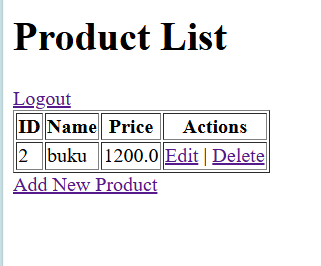 Product List
Logout
ID Name Price Actions
2 buku 1200.0 Edit | Delete
Add New Product